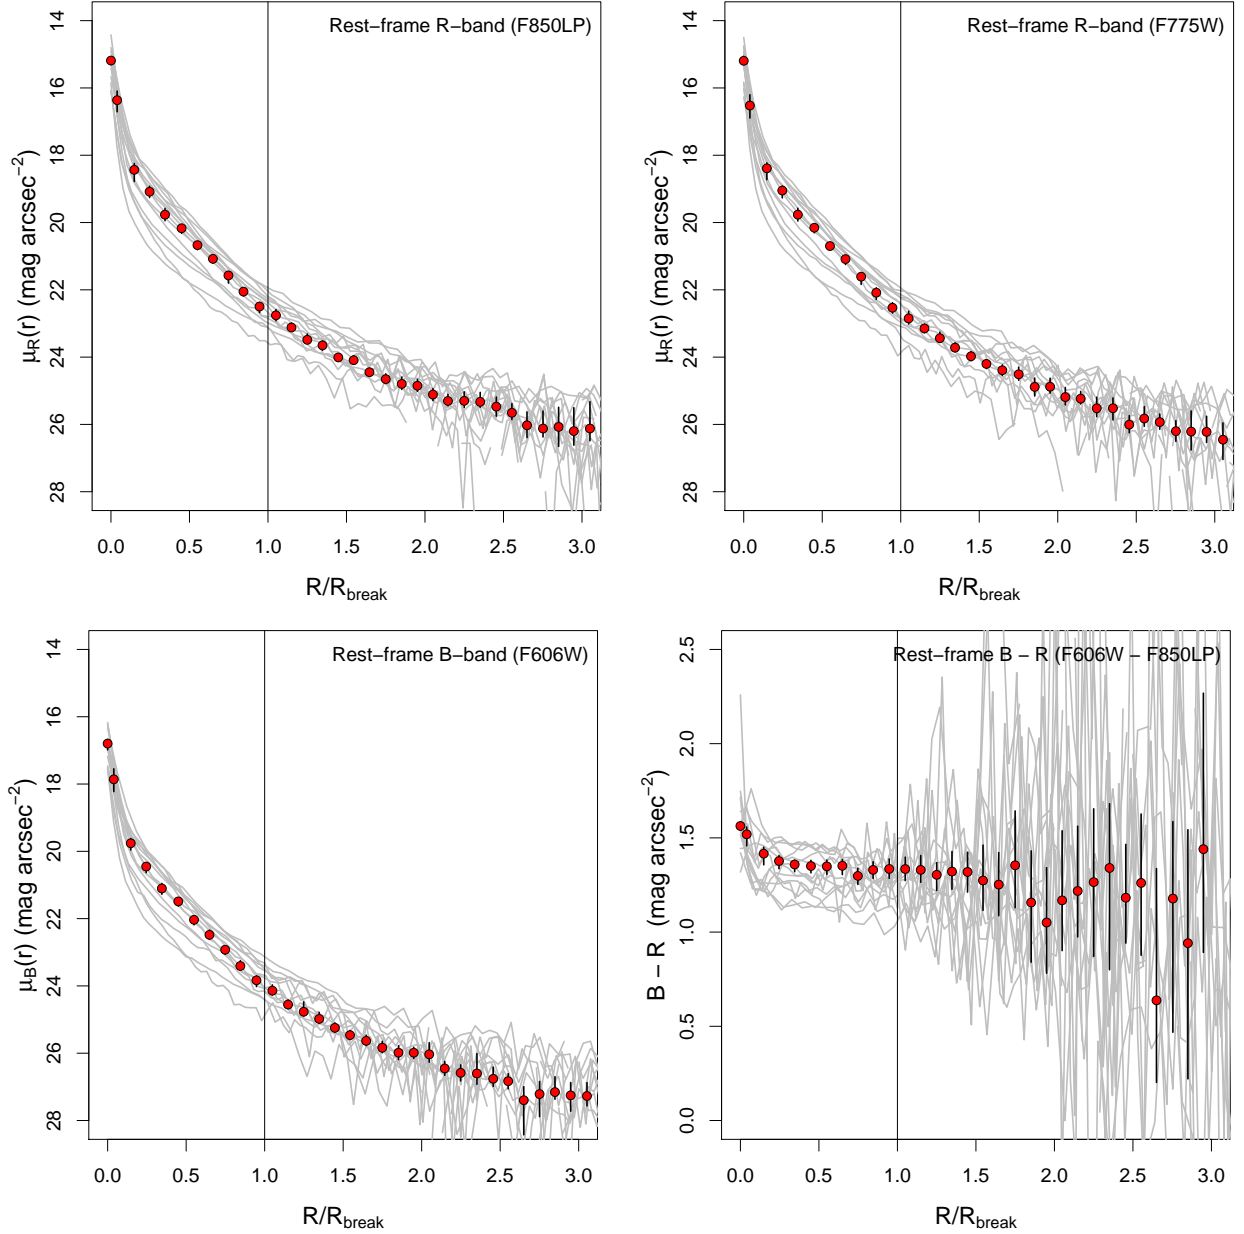 Rest−frame R−band (F850LP)
μR(r) (mag arcsec−2)
14
16
18
20
22
24
26
28
0.0 0.5 1.0 1.5 2.0 2.5 3.0
R/Rbreak
Rest−frame R−band (F775W)
μR(r) (mag arcsec−2)
14
16
18
20
22
24
26
28
0.0 0.5 1.0 1.5 2.0 2.5 3.0
R/Rbreak
Rest−frame B−band (F606W)
μB(r) (mag arcsec−2)
14
16
18
20
22
24
26
28
0.0 0.5 1.0 1.5 2.0 2.5 3.0
R/Rbreak
Rest−frame B − R (F606W − F850LP)
B − R (mag arcsec−2)
2.5
2.0
1.5
1.0
0.5
0.0
0.0 0.5 1.0 1.5 2.0 2.5 3.0
R/Rbreak